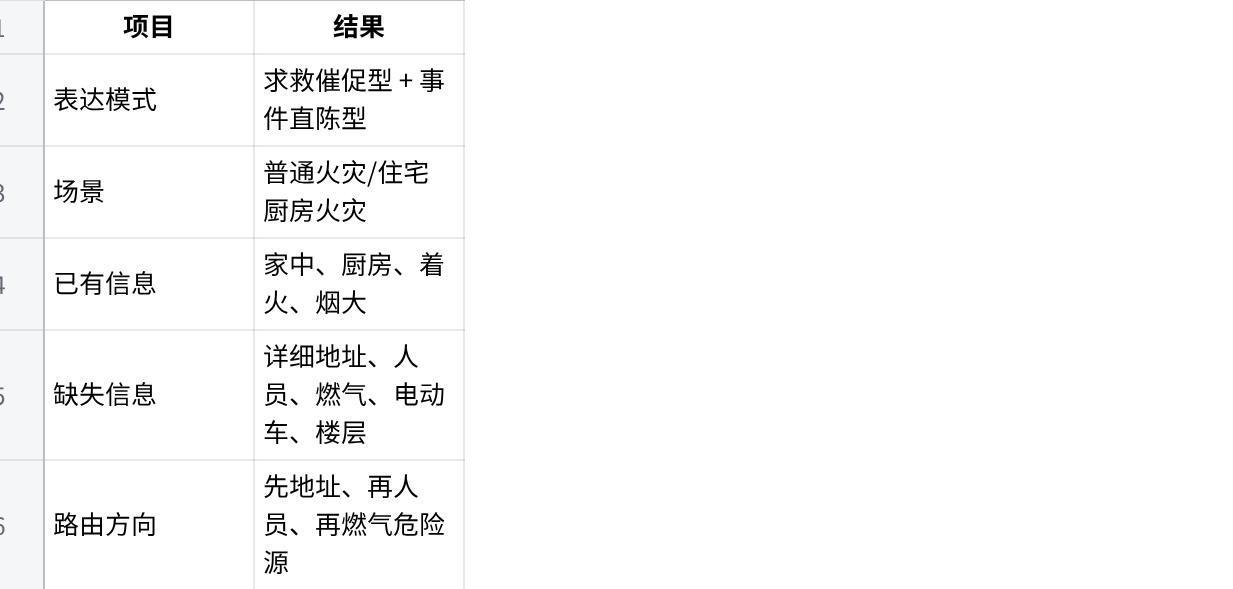 项目
结果
表达模式
求救催促型 + 事
件直陈型
场景
普通火灾/住宅
厨房火灾
已有信息
家中、厨房、着
火、烟大
缺失信息
详细地址、人
员、燃气、电动
车、楼层
路由方向
先地址、再人
员、再燃气危险
源